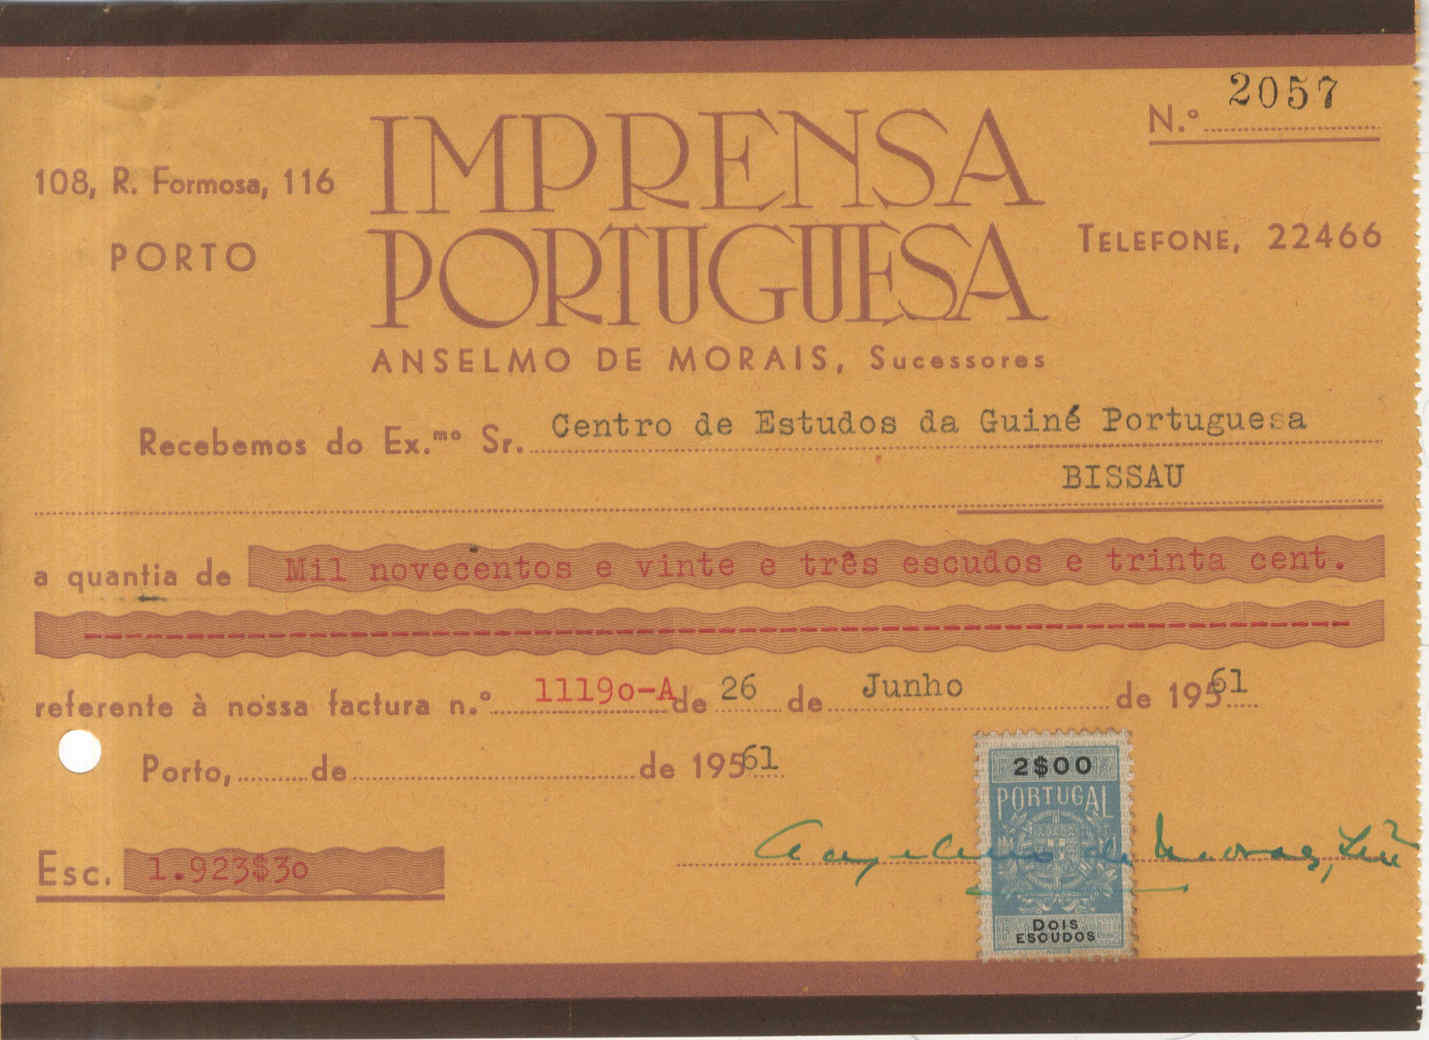 N.º 2057
IMPRENSA
PORTUGUESA
108, R. Formosa, 116
PORTO
TELEFONE, 22466
ANSELMO DE MORAIS, Sucessores
Recebemos do Ex.mo Sr. Centro de Estudos da Guiné Portuguesa
BISSAU
a quantia de Mil novecentos e vinte e três escudos e trinta cent.
referente à nossa factura n.º 1119o-A de 26 de Junho de 19561
Porto, de de 19561
Esc. 1.923$3o
2$00
PORTUGAL
DOIS
ESCUDOS